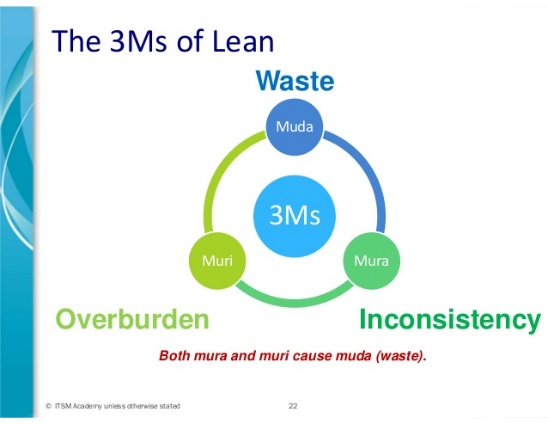 The 3Ms of Lean
Waste
Muda
3Ms
Muri
Mura
Overburden
Inconsistency
Both mura and muri cause muda (waste).
© ITSM Academy unless otherwise stated
22